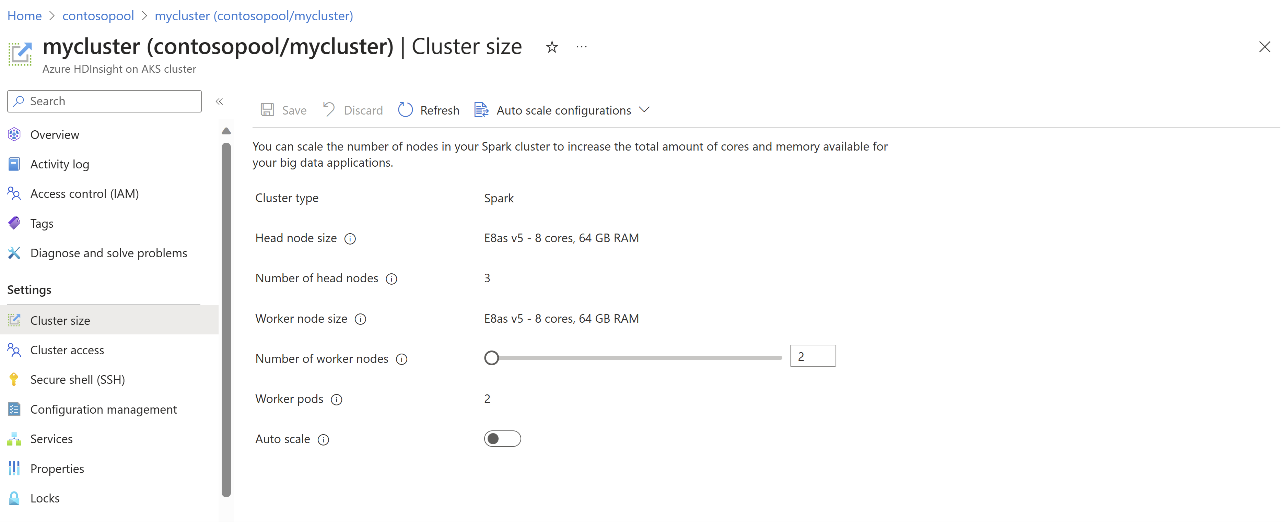 Home > contosopool > mycluster (contosopool/mycluster)
mycluster (contosopool/mycluster) | Cluster size
Azure HDInsight on AKS cluster
Search
Save Discard Refresh Auto scale configurations
Overview
Activity log
Access control (IAM)
Tags
Diagnose and solve problems
Settings
Cluster size
Cluster access
Secure shell (SSH)
Configuration management
Services
Properties
Locks
You can scale the number of nodes in your Spark cluster to increase the total amount of cores and memory available for
your big data applications.
Cluster type Spark
Head node size E8as v5 - 8 cores, 64 GB RAM
Number of head nodes 3
Worker node size E8as v5 - 8 cores, 64 GB RAM
Number of worker nodes 2
Worker pods 2
Auto scale